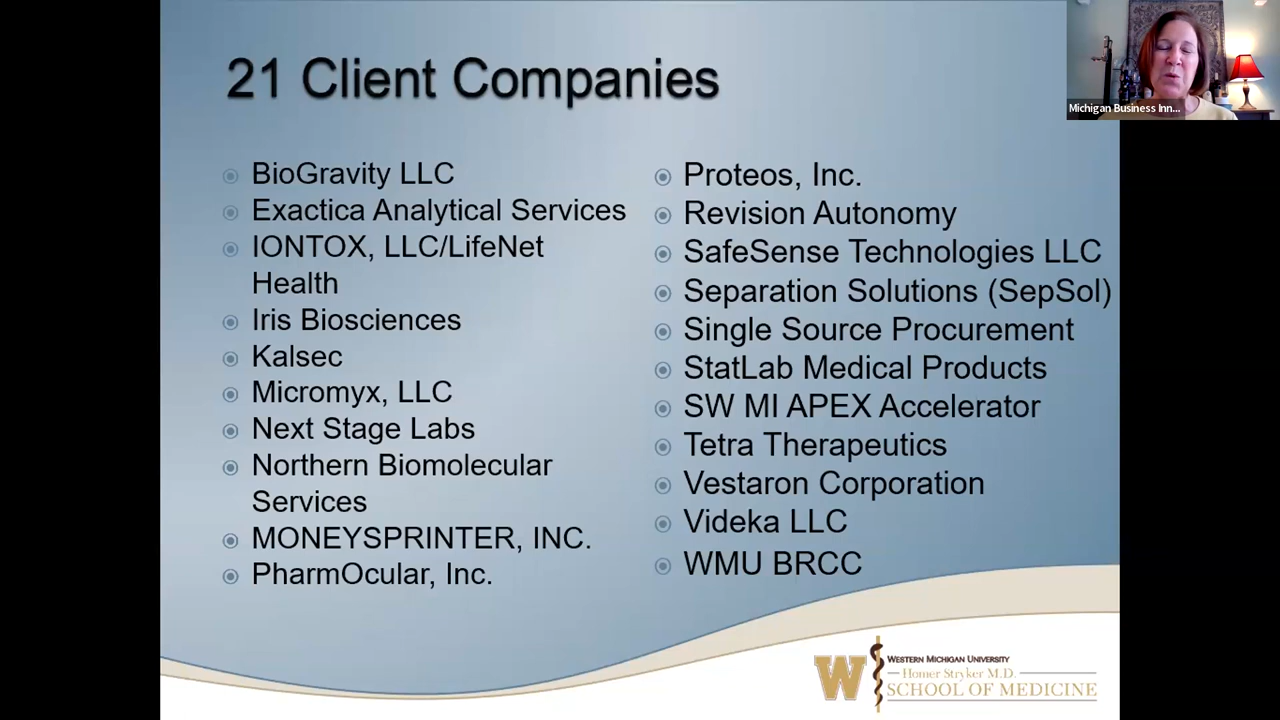 21 Client Companies
BioGravity LLC
Exactica Analytical Services
IONTOX, LLC/LifeNet
Health
Iris Biosciences
Kalsec
Micromyx, LLC
Next Stage Labs
Northern Biomolecular
Services
MONEYSPRINTER, INC.
PharmOcular, Inc.
Proteos, Inc.
Revision Autonomy
SafeSense Technologies LLC
Separation Solutions (SepSol)
Single Source Procurement
StatLab Medical Products
SW MI APEX Accelerator
Tetra Therapeutics
Vestaron Corporation
Videka LLC
WMU BRCC
Michigan Business Inn...
W
WESTERN MICHIGAN UNIVERSITY
Homer Stryker M.D.
SCHOOL OF MEDICINE